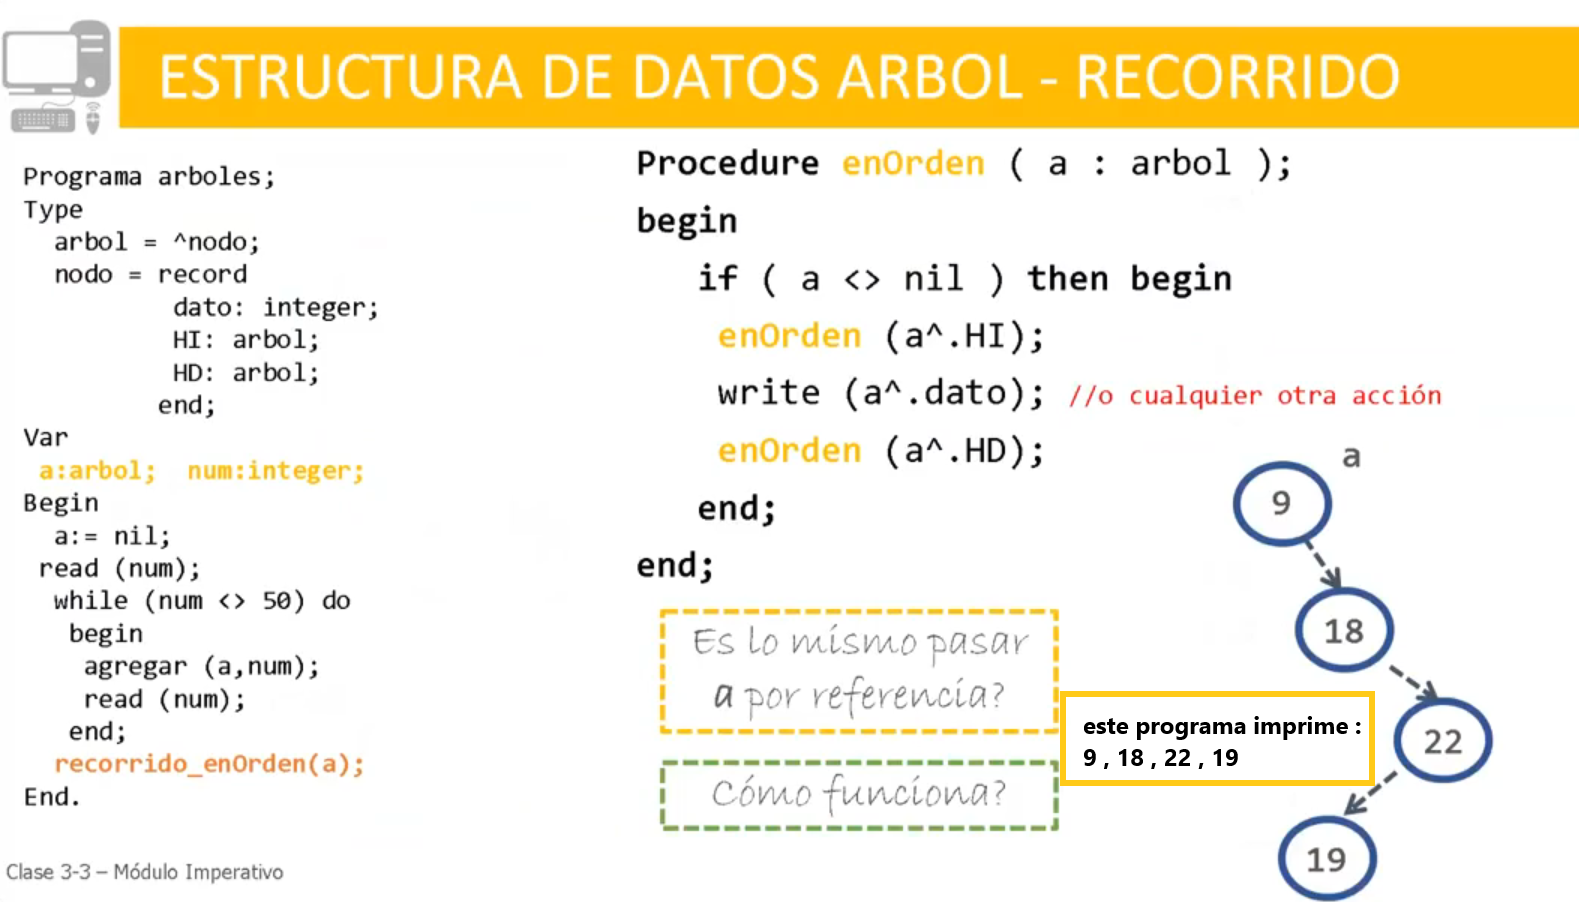 ESTRUCTURA DE DATOS ARBOL - RECORRIDO
Programa arboles;
Type
arbol = ^nodo;
nodo = record
dato: integer;
HI: arbol;
HD: arbol;
end;
Var
a:arbol; num:integer;
Begin
a:= nil;
read (num);
while (num <> 50) do
begin
agregar (a,num);
read (num);
end;
recorrido_enOrden(a);
End.
Procedure enOrden ( a : arbol );
begin
if ( a <> nil ) then begin
enOrden (a^.HI);
write (a^.dato); //o cualquier otra acción
enOrden (a^.HD);
end;
end;
Es lo mismo pasar
a por referencia?
Cómo funciona?
este programa imprime :
9 , 18 , 22 , 19
a
9
18
22
19
Clase 3-3 – Módulo Imperativo